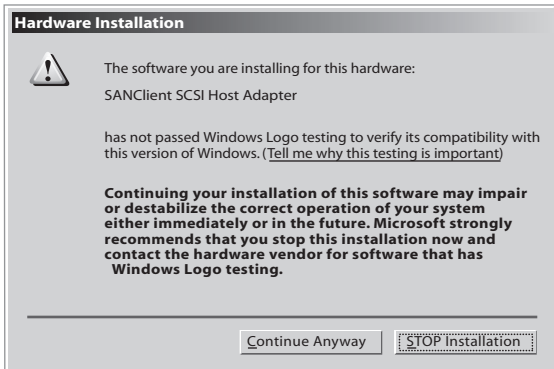 Hardware Installation
The software you are installing for this hardware:
SANClient SCSI Host Adapter
has not passed Windows Logo testing to verify its compatibility with
this version of Windows. (Tell me why this testing is important)
Continuing your installation of this software may impair
or destabilize the correct operation of your system
either immediately or in the future. Microsoft strongly
recommends that you stop this installation now and
contact the hardware vendor for software that has
Windows Logo testing.
Continue Anyway STOP Installation